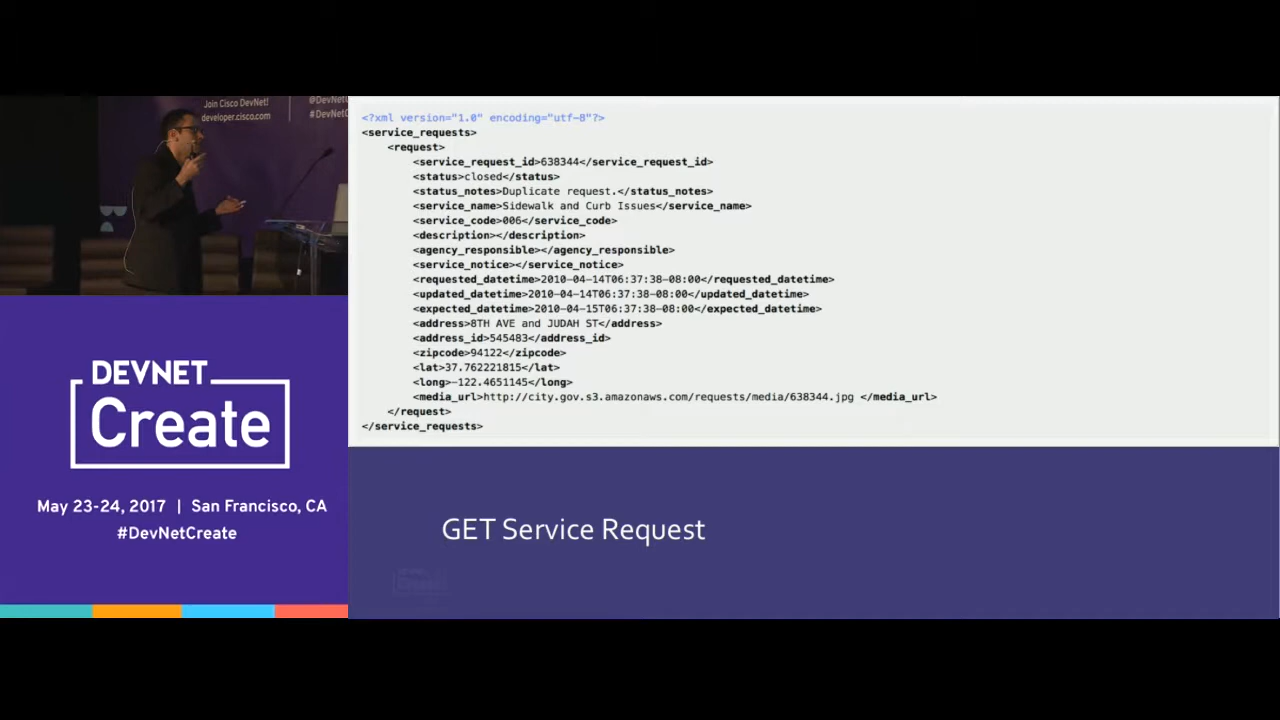 Join Cisco DevNet!
developer.cisco.com
@DevNet
#DevNetC
DEVNET
Create
May 23-24, 2017 | San Francisco, CA
#DevNetCreate
<?xml version="1.0" encoding="utf-8"?>
<service_requests>
<request>
<service_request_id>638344</service_request_id>
<status>closed</status>
<status_notes>Duplicate request.</status_notes>
<service_name>Sidewalk and Curb Issues</service_name>
<service_code>006</service_code>
<description></description>
<agency_responsible></agency_responsible>
<service_notice></service_notice>
<requested_datetime>2010-04-14T06:37:38-08:00</requested_datetime>
<updated_datetime>2010-04-14T06:37:38-08:00</updated_datetime>
<expected_datetime>2010-04-15T06:37:38-08:00</expected_datetime>
<address>8TH AVE and JUDAH ST</address>
<address_id>545483</address_id>
<zipcode>94122</zipcode>
<lat>37.762221815</lat>
<long>-122.4651145</long>
<media_url>http://city.gov.s3.amazonaws.com/requests/media/638344.jpg </media_url>
</request>
</service_requests>
GET Service Request